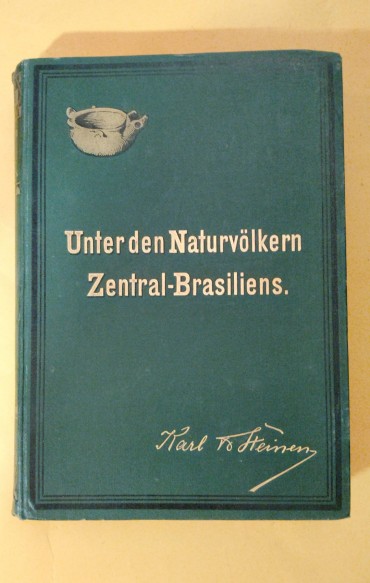 Unter den Naturvölkern
Zentral-Brasiliens.
Karl v d Steinen